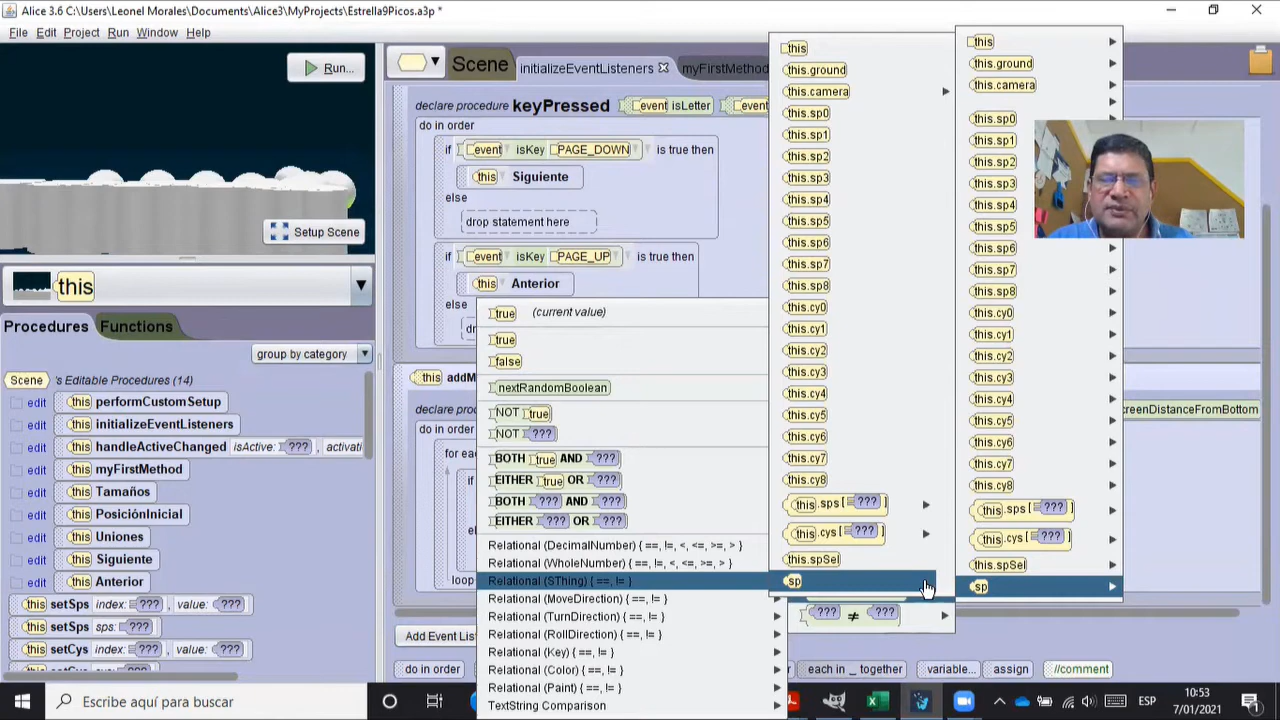 Alice 3.6 C:\Users\Leonel Morales\Documents\Alice3\MyProjects\Estrella9Picos.a3p *
File Edit Project Run Window Help
Run...
Setup Scene
this
Procedures Functions
group by category
Scene 's Editable Procedures (14)
edit this performCustomSetup
edit this initializeEventListeners
edit this handleActiveChanged isActive: ??? , activati
edit this myFirstMethod
edit this Tamaños
edit this PosiciónInicial
edit this Uniones
edit this Siguiente
edit this Anterior
this setSps index: ??? , value: ???
this setSps sps: ???
this setCys index: ??? , value: ???
Scene initializeEventListeners myFirstMethod
declare procedure keyPressed event isLetter event
do in order
if event isKey PAGE_DOWN is true then
this Siguiente
else
drop statement here
if event isKey PAGE_UP is true then
this Anterior
else
this addM
declare proc
do in order
for eac
if
e
loop
creenDistanceFromBottom
Add Event List
do in order
each in _ together
variable...
assign
//comment
true (current value)
true
false
nextRandomBoolean
NOT true
NOT ???
BOTH true AND ???
EITHER true OR ???
BOTH ??? AND ???
EITHER ??? OR ???
Relational (DecimalNumber) { ==, !=, <, <=, >=, > }
Relational (WholeNumber) { ==, !=, <, <=, >=, > }
Relational (SThing) { ==, != }
Relational (MoveDirection) { ==, != }
Relational (TurnDirection) { ==, != }
Relational (RollDirection) { ==, != }
Relational (Key) { ==, != }
Relational (Color) { ==, != }
Relational (Paint) { ==, != }
TextString Comparison
??? ≠ ???
this
this.ground
this.camera
this.sp0
this.sp1
this.sp2
this.sp3
this.sp4
this.sp5
this.sp6
this.sp7
this.sp8
this.cy0
this.cy1
this.cy2
this.cy3
this.cy4
this.cy5
this.cy6
this.cy7
this.cy8
this.sps [ ??? ]
this.cys [ ??? ]
this.spSel
sp
this
this.ground
this.camera
this.sp0
this.sp1
this.sp2
this.sp3
this.sp4
this.sp5
this.sp6
this.sp7
this.sp8
this.cy0
this.cy1
this.cy2
this.cy3
this.cy4
this.cy5
this.cy6
this.cy7
this.cy8
this.sps [ ??? ]
this.cys [ ??? ]
this.spSel
sp
Escribe aquí para buscar
ESP
10:53
7/01/2021